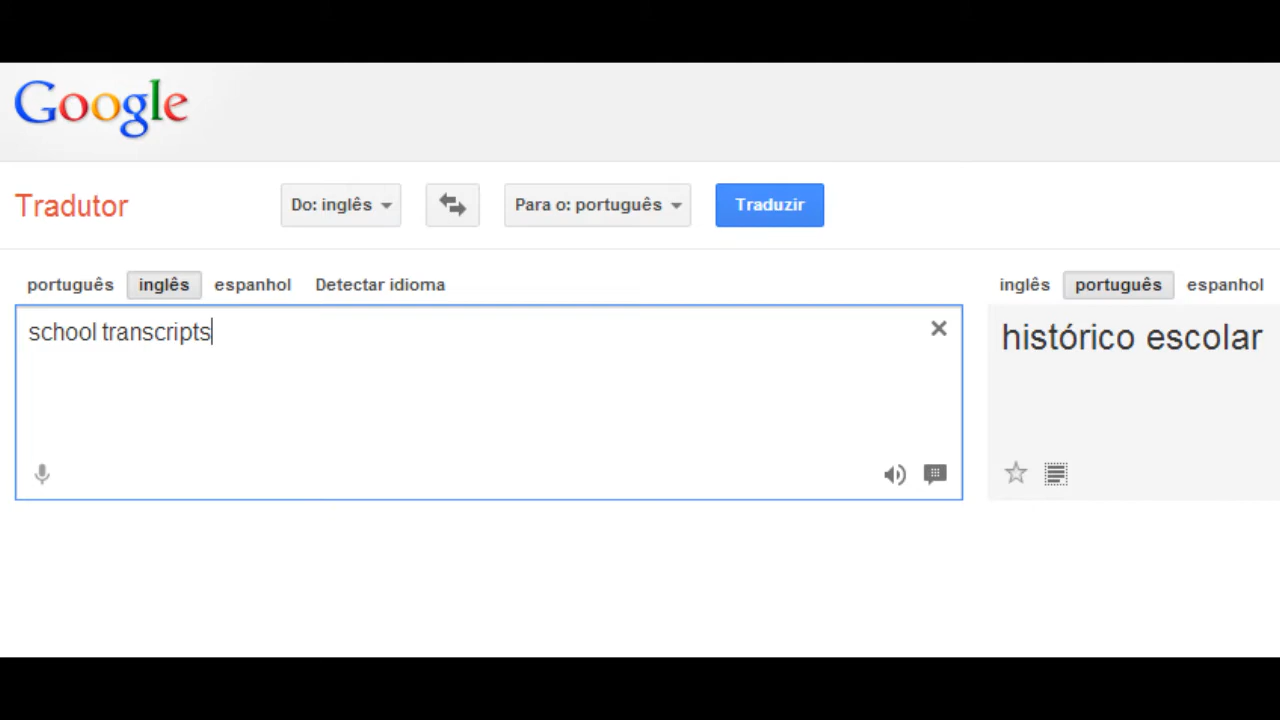 Google
Tradutor Do: inglês Para o: português Traduzir
português inglês espanhol Detectar idioma inglês português espanhol
school transcripts histórico escolar